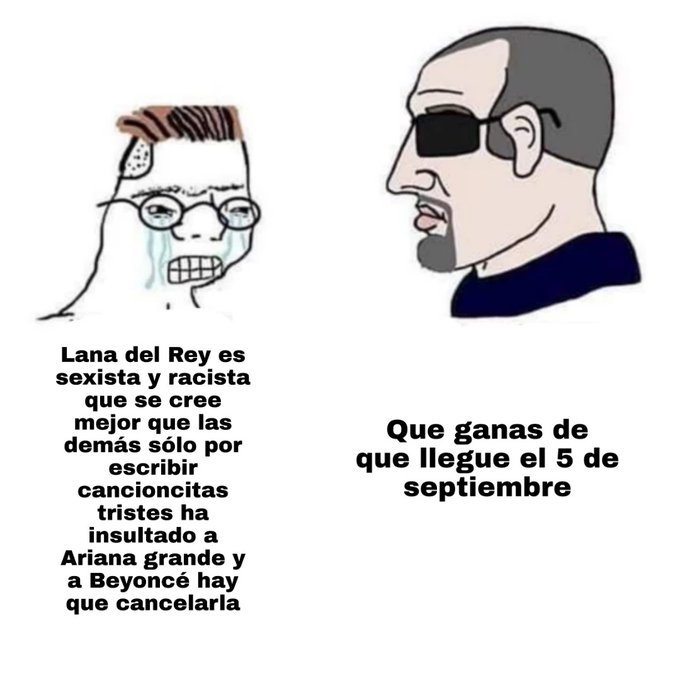 Lana del Rey es
sexista y racista
que se cree
mejor que las
demás sólo por
escribir
cancioncitas
tristes ha
insultado a
Ariana grande y
a Beyoncé hay
que cancelarla
Que ganas de
que llegue el 5 de
septiembre